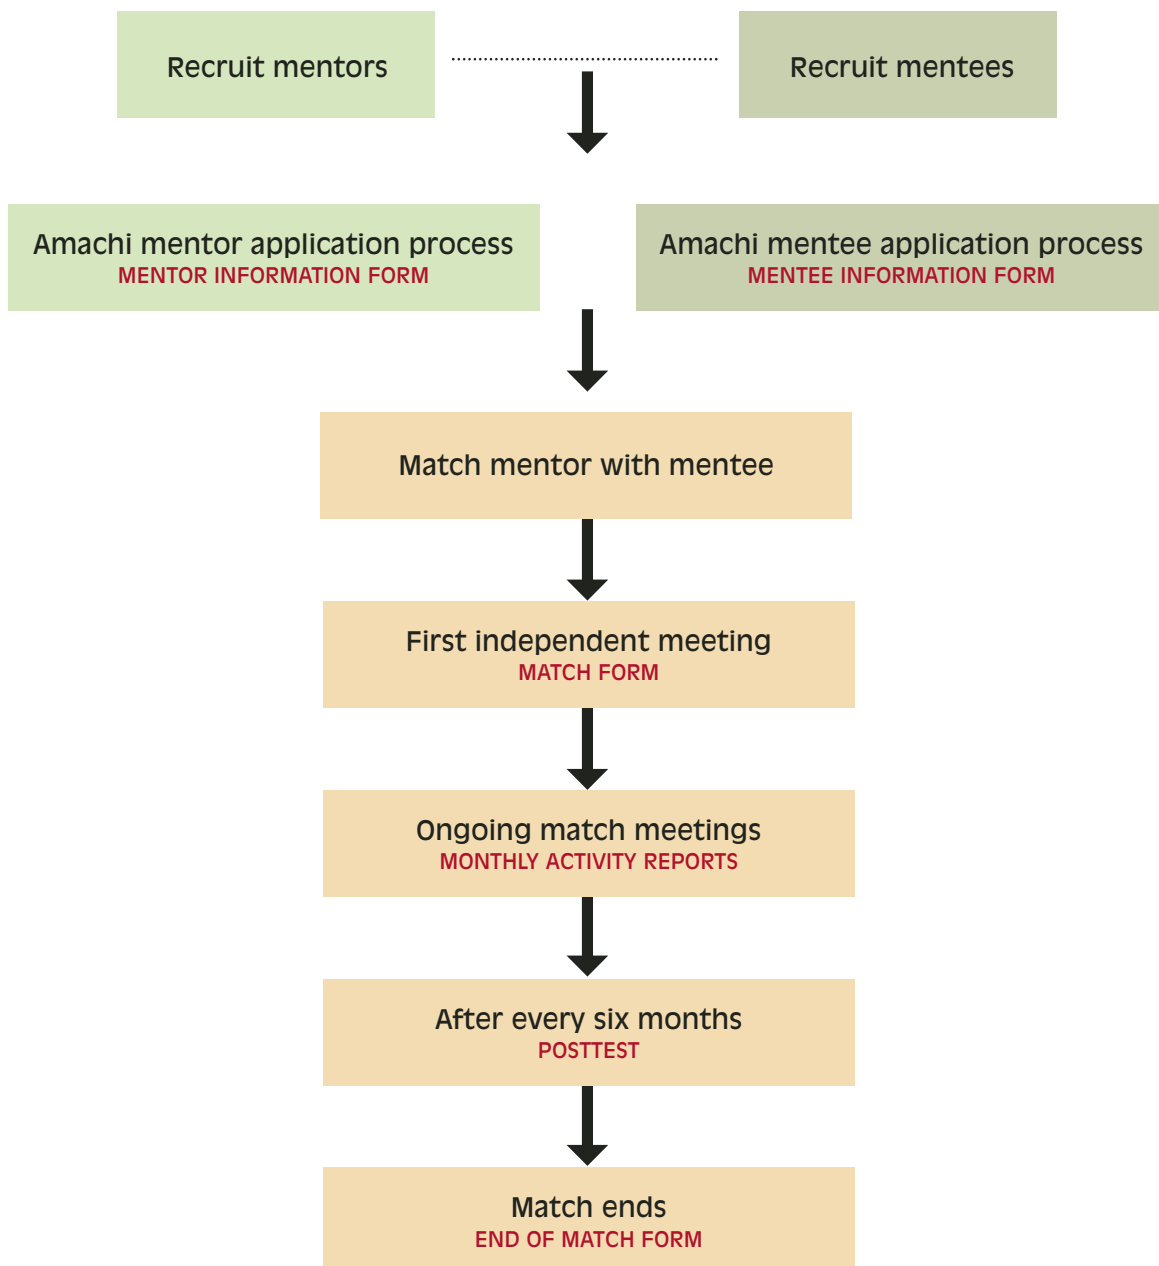 Recruit mentors
Recruit mentees
Amachi mentor application process
MENTOR INFORMATION FORM
Amachi mentee application process
MENTEE INFORMATION FORM
Match mentor with mentee
First independent meeting
MATCH FORM
Ongoing match meetings
MONTHLY ACTIVITY REPORTS
After every six months
POSTTEST
Match ends
END OF MATCH FORM